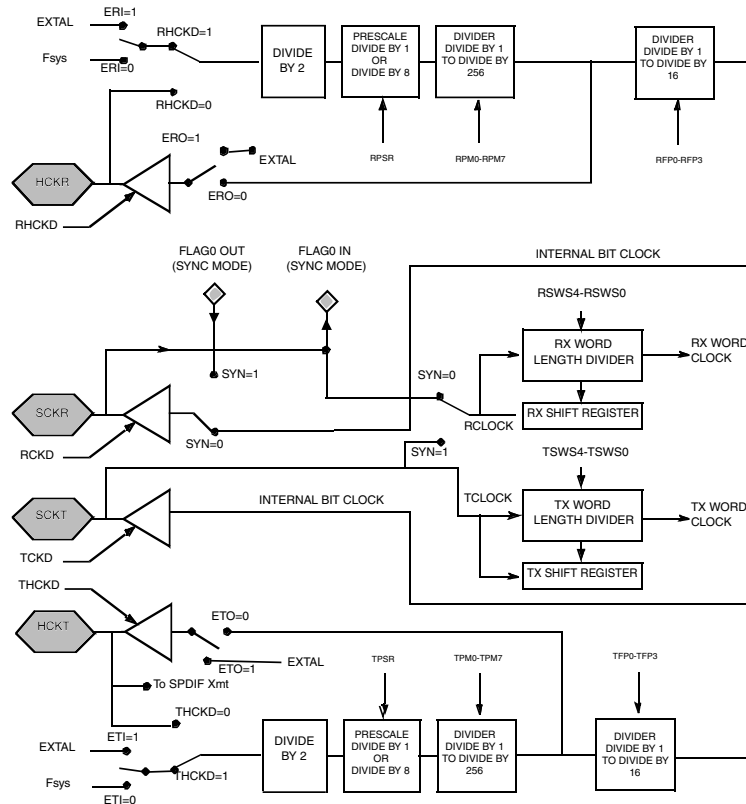 ERI=1
EXTAL
RHCKD=1
Fsys
ERI=0
DIVIDE
BY 2
PRESCALE
DIVIDE BY 1
OR
DIVIDE BY 8
DIVIDER
DIVIDE BY 1
TO DIVIDE BY
256
DIVIDER
DIVIDE BY 1
TO DIVIDE BY
16
RHCKD=0
ERO=1
EXTAL
RPSR
RPM0-RPM7
RFP0-RFP3
HCKR
ERO=0
RHCKD
FLAG0 OUT
(SYNC MODE)
FLAG0 IN
(SYNC MODE)
INTERNAL BIT CLOCK
RSWS4-RSWS0
RX WORD
LENGTH DIVIDER
RX WORD
CLOCK
SYN=1
SYN=0
SCKR
RX SHIFT REGISTER
RCLOCK
SYN=0
RCKD
SYN=1
TSWS4-TSWS0
INTERNAL BIT CLOCK
TCLOCK
SCKT
TX WORD
LENGTH DIVIDER
TX WORD
CLOCK
TCKD
TX SHIFT REGISTER
THCKD
HCKT
ETO=0
ETO=1
EXTAL
TPSR
TPM0-TPM7
TFP0-TFP3
To SPDIF Xmt
THCKD=0
ETI=1
EXTAL
THCKD=1
Fsys
ETI=0
DIVIDE
BY 2
PRESCALE
DIVIDE BY 1
OR
DIVIDE BY 8
DIVIDER
DIVIDE BY 1
TO DIVIDE BY
256
DIVIDER
DIVIDE BY 1
TO DIVIDE BY
16